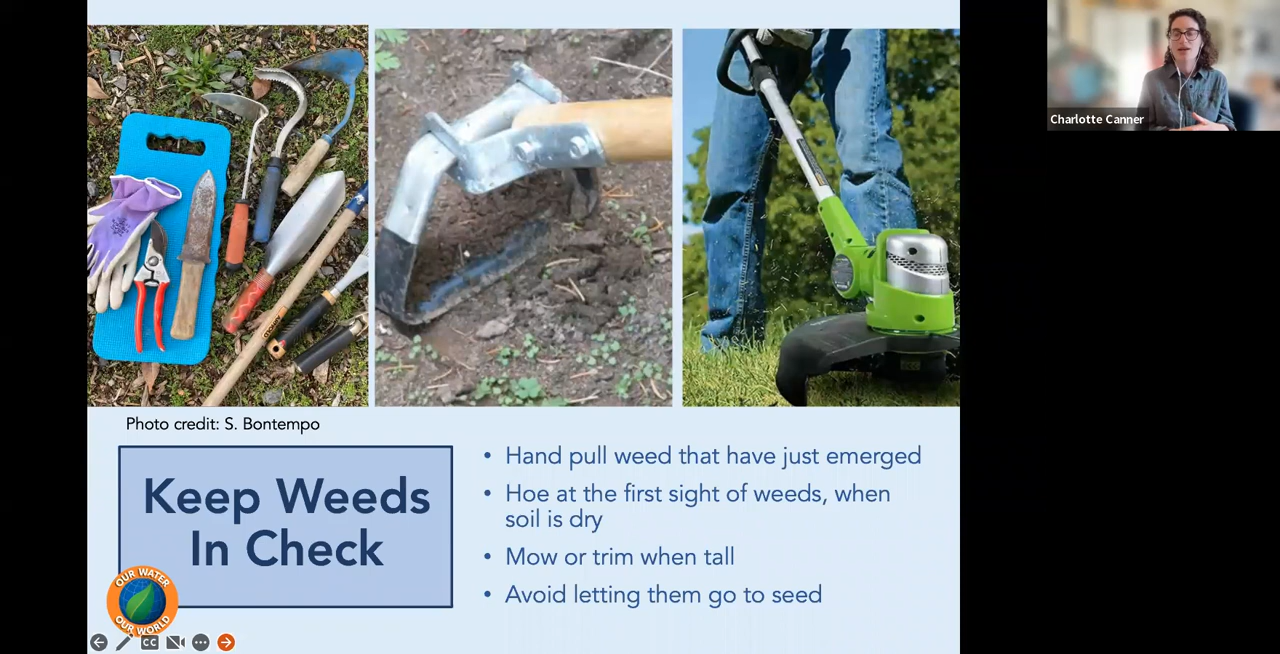 Charlotte Canner
Photo credit: S. Bontempo
Keep Weeds
In Check
• Hand pull weed that have just emerged
• Hoe at the first sight of weeds, when
soil is dry
• Mow or trim when tall
• Avoid letting them go to seed
OUR WATER
OUR WORLD
CC